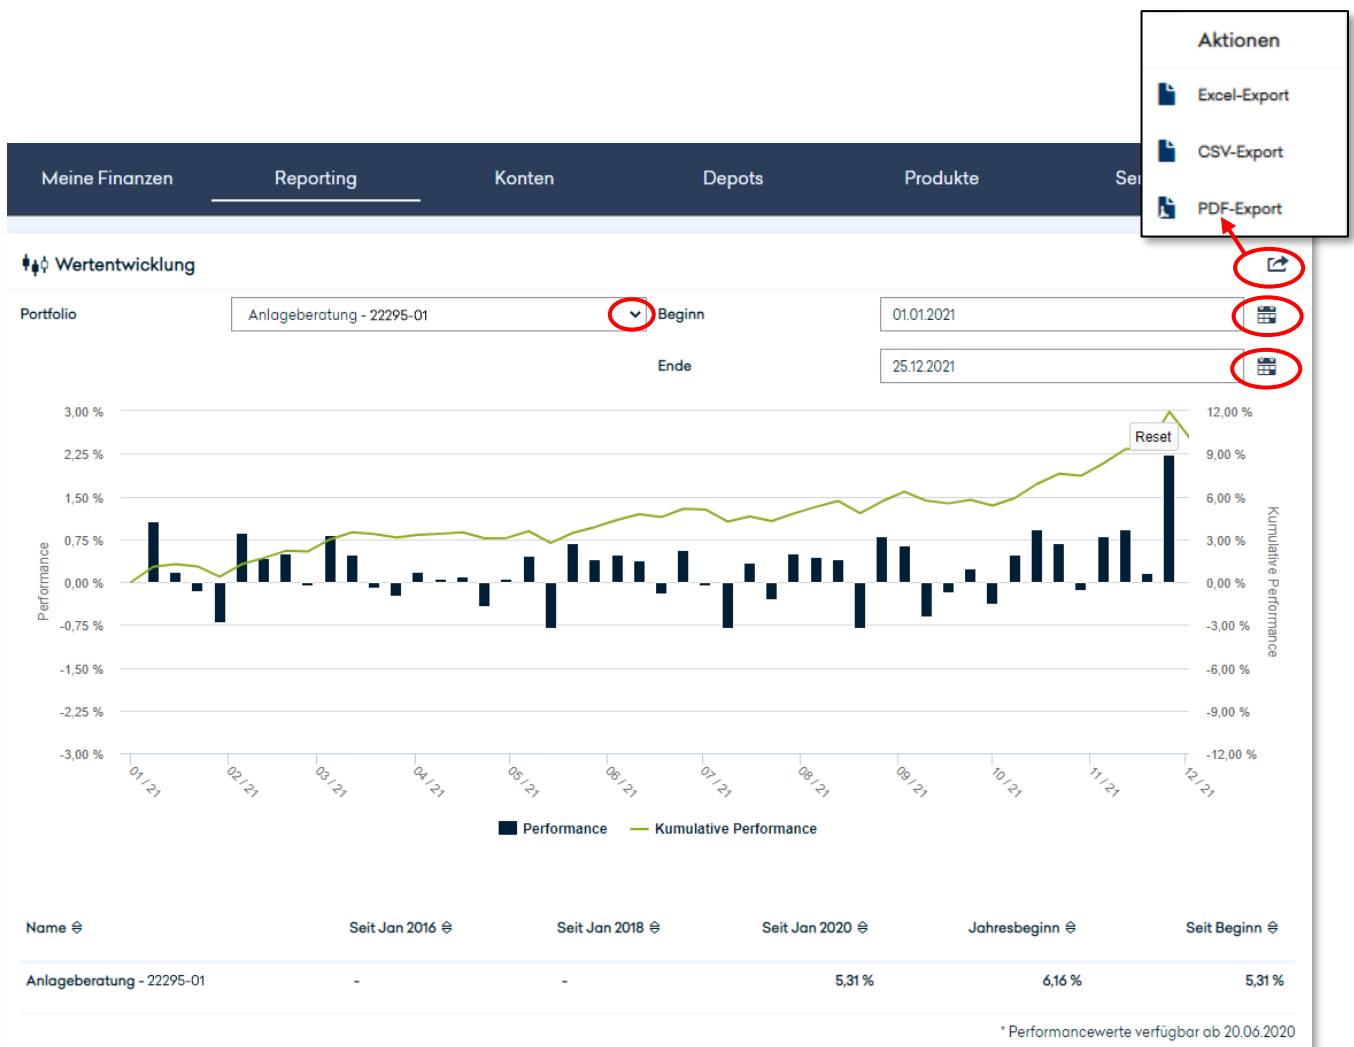 Aktionen
Excel-Export
CSV-Export
PDF-Export
Meine Finanzen Reporting Konten Depots Produkte Ser
Wertentwicklung
Portfolio Anlageberatung - 22295-01 Beginn 01.01.2021
Ende 25.12.2021
3,00 % 12,00 %
Reset
2,25 % 9,00 %
1,50 % 6,00 %
0,75 % 3,00 %
0,00 % 0,00 %
-0,75 % -3,00 %
-1,50 % -6,00 %
-2,25 % -9,00 %
-3,00 % -12,00 %
Performance
Kumulative Performance
01 / 21 02 / 21 03 / 21 04 / 21 05 / 21 06 / 21 07 / 21 08 / 21 09 / 21 10 / 21 11 / 21 12 / 21
Performance Kumulative Performance
Name Seit Jan 2016 Seit Jan 2018 Seit Jan 2020 Jahresbeginn Seit Beginn
Anlageberatung - 22295-01 - - 5,31 % 6,16 % 5,31 %
* Performancewerte verfügbar ab 20.06.2020